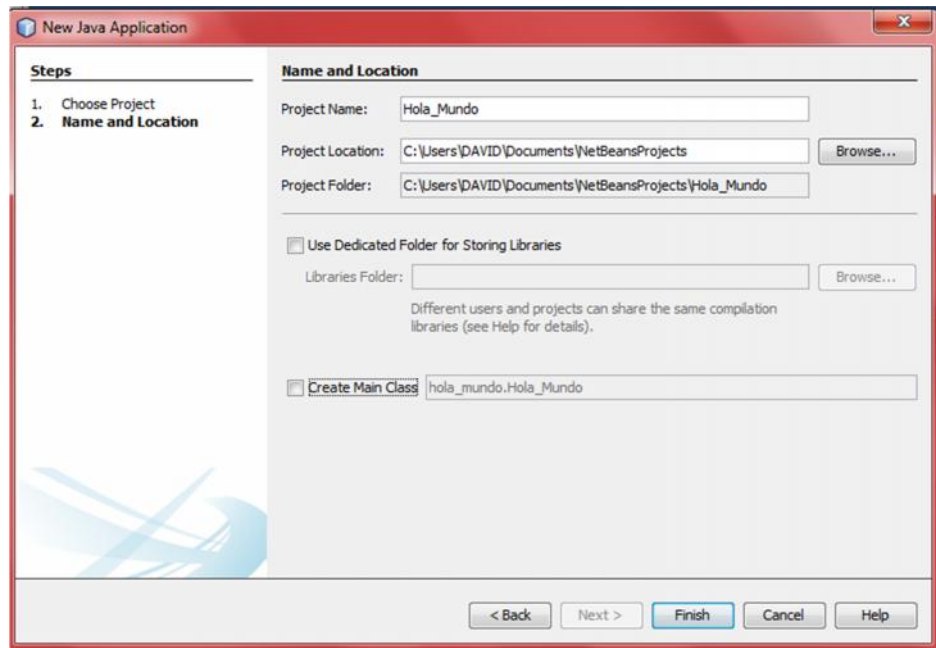 New Java Application
Steps
1. Choose Project
2. Name and Location
Name and Location
Project Name: Hola_Mundo
Project Location: C:\Users\DAVID\Documents\NetBeansProjects Browse...
Project Folder: C:\Users\DAVID\Documents\NetBeansProjects\Hola_Mundo
Use Dedicated Folder for Storing Libraries
Libraries Folder: Browse...
Different users and projects can share the same compilation
libraries (see Help for details).
Create Main Class hola_mundo.Hola_Mundo
< Back Next > Finish Cancel Help